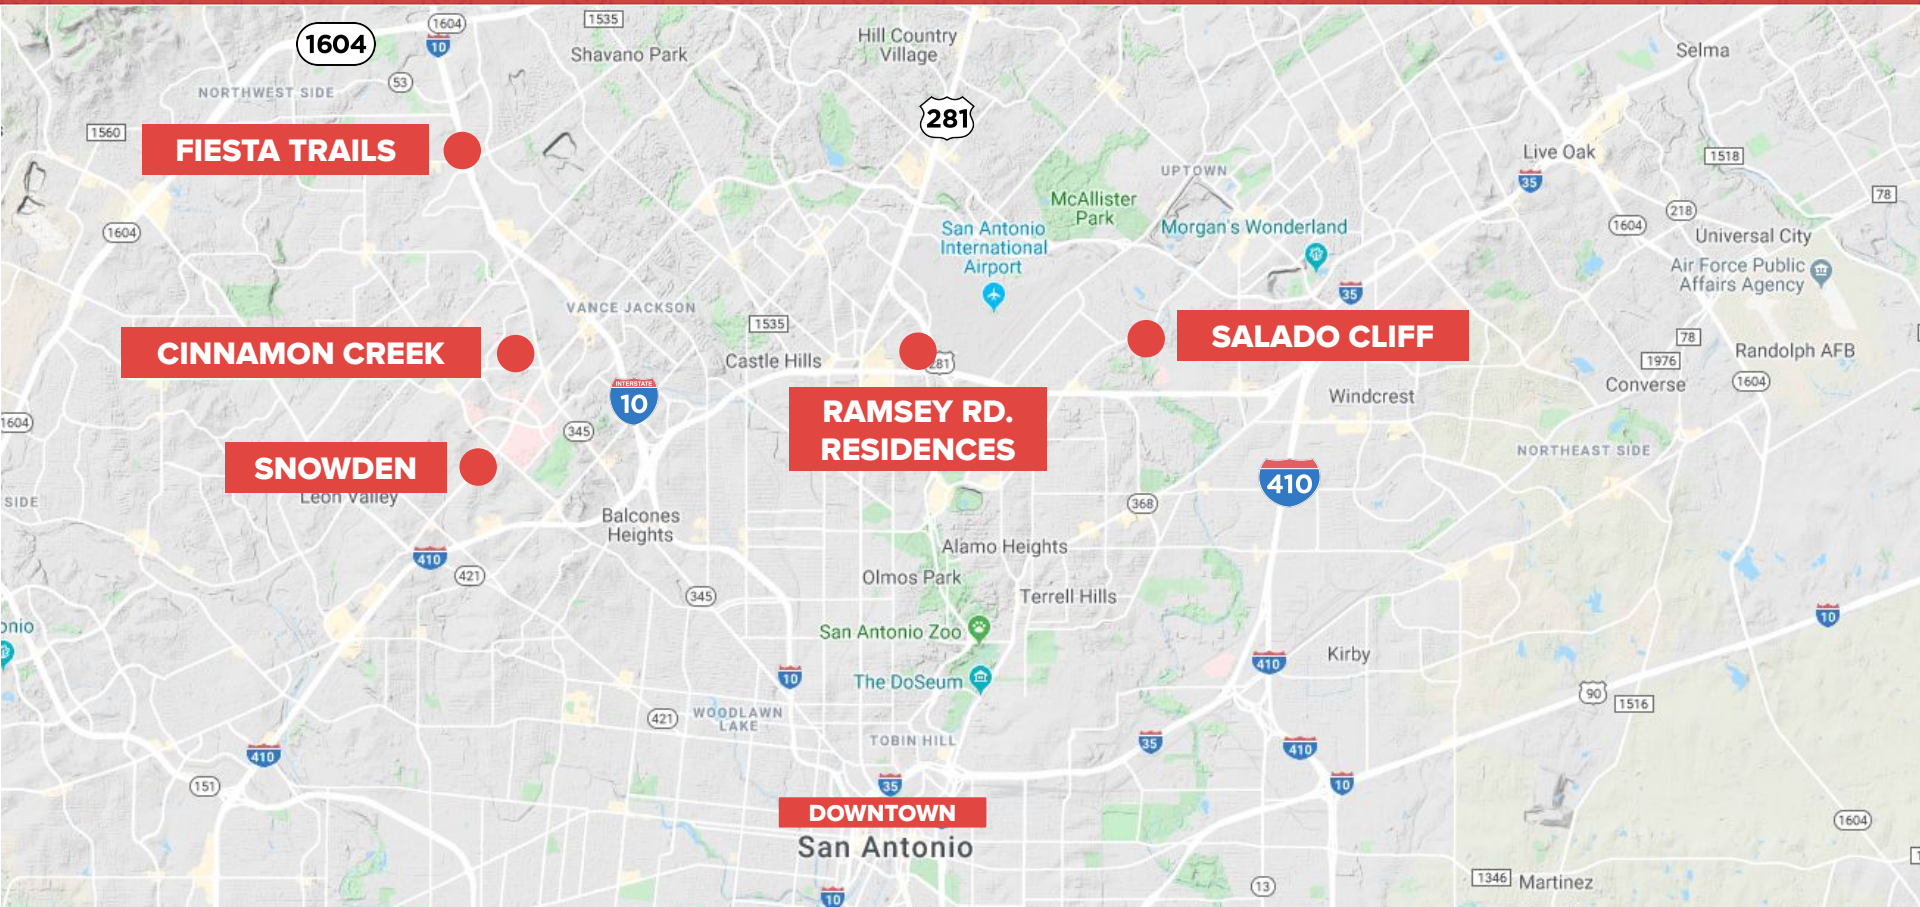 1604
10
1535
Shavano Park
Hill Country
Village
Selma
1604
53
NORTHWEST SIDE
281
1560
FIESTA TRAILS
Live Oak
1518
UPTOWN
35
78
McAllister
Park
218
1604
1604
San Antonio
International
Airport
Morgan's Wonderland
Universal City
Air Force Public
Affairs Agency
35
VANCE JACKSON
1535
SALADO CLIFF
78
CINNAMON CREEK
Castle Hills
281
1976
Randolph AFB
Converse
1604
INTERSTATE
10
Windcrest
RAMSEY RD.
RESIDENCES
1604
345
SNOWDEN
NORTHEAST SIDE
410
SIDE
Leon Valley
368
Balcones
Heights
Alamo Heights
410
421
Olmos Park
345
Terrell Hills
10
onio
San Antonio Zoo
Kirby
410
10
The DoSeum
90
1516
421
WOODLAWN
LAKE
TOBIN HILL
35
410
410
151
35
10
DOWNTOWN
1604
San Antonio
13
1346
Martinez
10